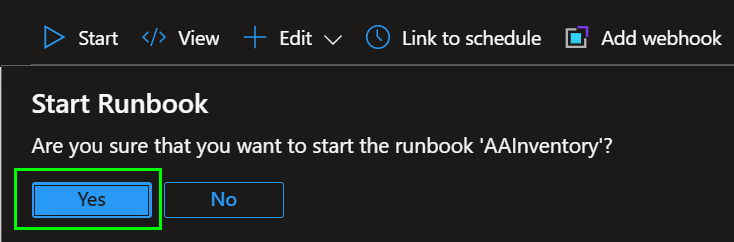 Start View Edit Link to schedule Add webhook
Start Runbook
Are you sure that you want to start the runbook 'AAInventory'?
Yes No